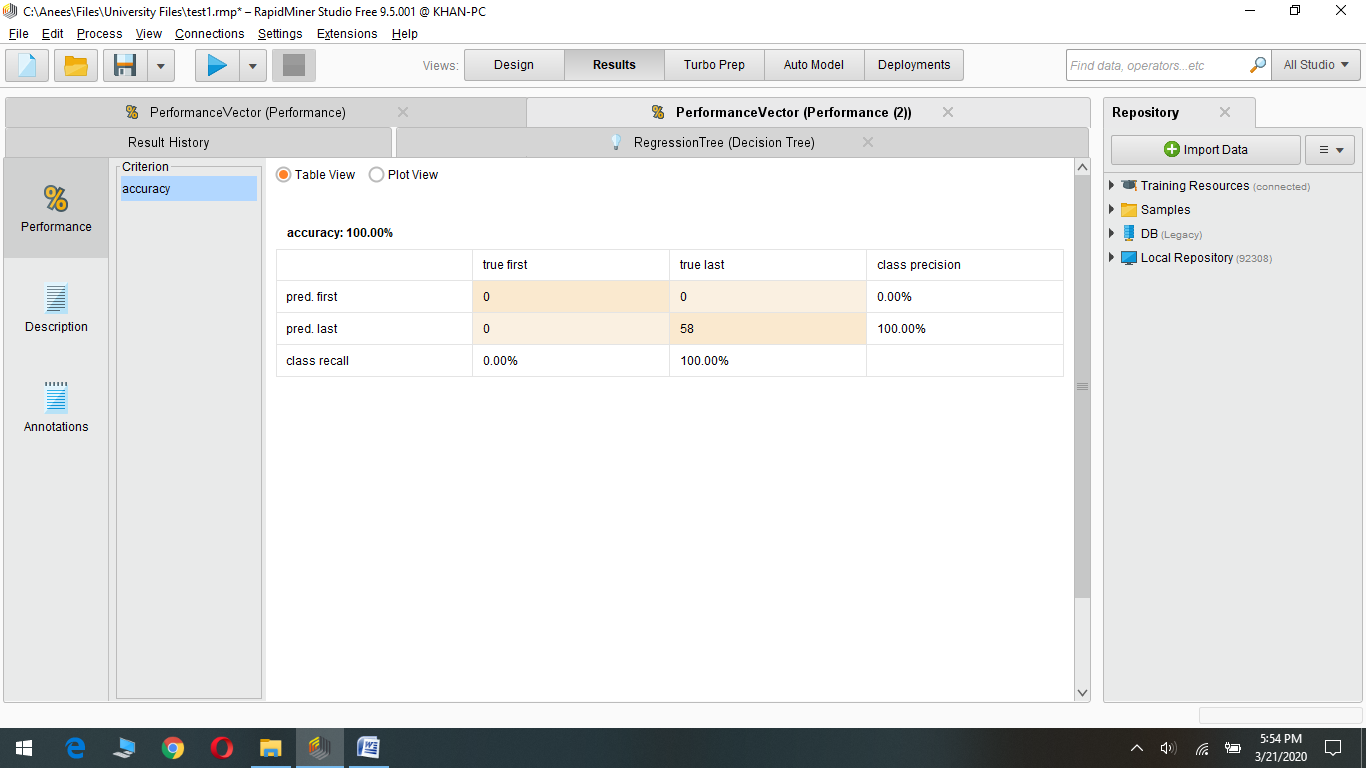 C:\Anees\Files\University Files\test1.rmp* – RapidMiner Studio Free 9.5.001 @ KHAN-PC
File Edit Process View Connections Settings Extensions Help
Views: Design Results Turbo Prep Auto Model Deployments Find data, operators...etc All Studio
% PerformanceVector (Performance) % PerformanceVector (Performance (2))
Result History RegressionTree (Decision Tree)
Repository
Import Data
Training Resources (connected)
Samples
DB (Legacy)
Local Repository (92308)
%
Performance
Description
Annotations
Criterion
accuracy
Table View Plot View
accuracy: 100.00%
true first true last class precision
pred. first 0 0 0.00%
pred. last 0 58 100.00%
class recall 0.00% 100.00%
5:54 PM
3/21/2020